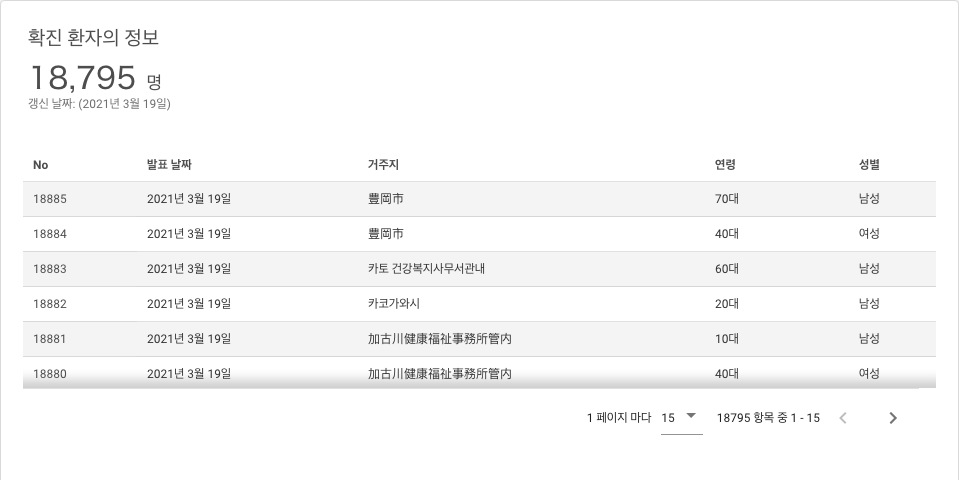 확진 환자의 정보
18,795 명
갱신 날짜: (2021년 3월 19일)
No 발표 날짜 거주지 연령 성별
18885 2021년 3월 19일 豊岡市 70대 남성
18884 2021년 3월 19일 豊岡市 40대 여성
18883 2021년 3월 19일 카토 건강복지사무서관내 60대 남성
18882 2021년 3월 19일 카코가와시 20대 남성
18881 2021년 3월 19일 加古川健康福祉事務所管内 10대 남성
18880 2021년 3월 19일 加古川健康福祉事務所管内 40대 여성
1 페이지 마다 15 18795 항목 중 1 - 15